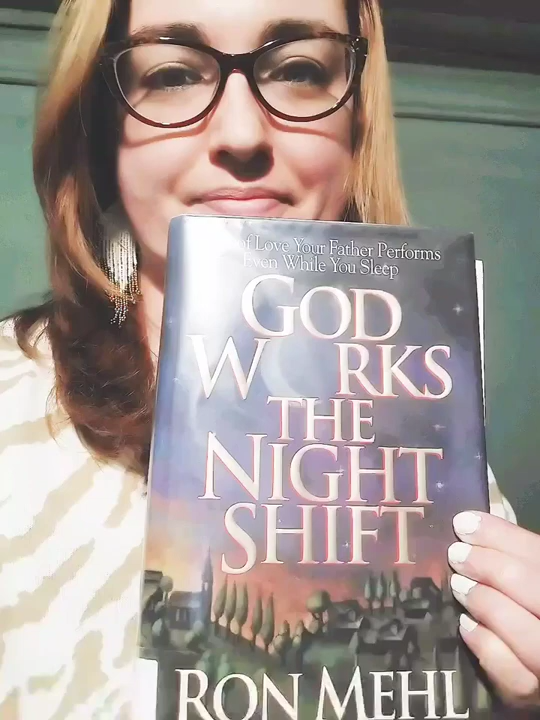 of Love Your Father Performs
Even While You Sleep
GOD
WORKS
THE
NIGHT
SHIFT
RON MEHL